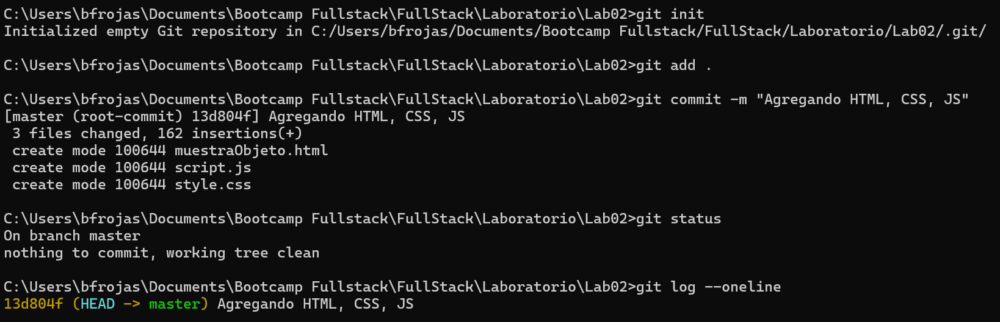 C:\Users\bfrojas\Documents\Bootcamp Fullstack\FullStack\Laboratorio\Lab02>git init
Initialized empty Git repository in C:/Users/bfrojas/Documents/Bootcamp Fullstack/FullStack/Laboratorio/Lab02/.git/
C:\Users\bfrojas\Documents\Bootcamp Fullstack\FullStack\Laboratorio\Lab02>git add .
C:\Users\bfrojas\Documents\Bootcamp Fullstack\FullStack\Laboratorio\Lab02>git commit -m "Agregando HTML, CSS, JS"
[master (root-commit) 13d804f] Agregando HTML, CSS, JS
 3 files changed, 162 insertions(+)
 create mode 100644 muestraObjeto.html
 create mode 100644 script.js
 create mode 100644 style.css
C:\Users\bfrojas\Documents\Bootcamp Fullstack\FullStack\Laboratorio\Lab02>git status
On branch master
nothing to commit, working tree clean
C:\Users\bfrojas\Documents\Bootcamp Fullstack\FullStack\Laboratorio\Lab02>git log --oneline
13d804f (HEAD -> master) Agregando HTML, CSS, JS